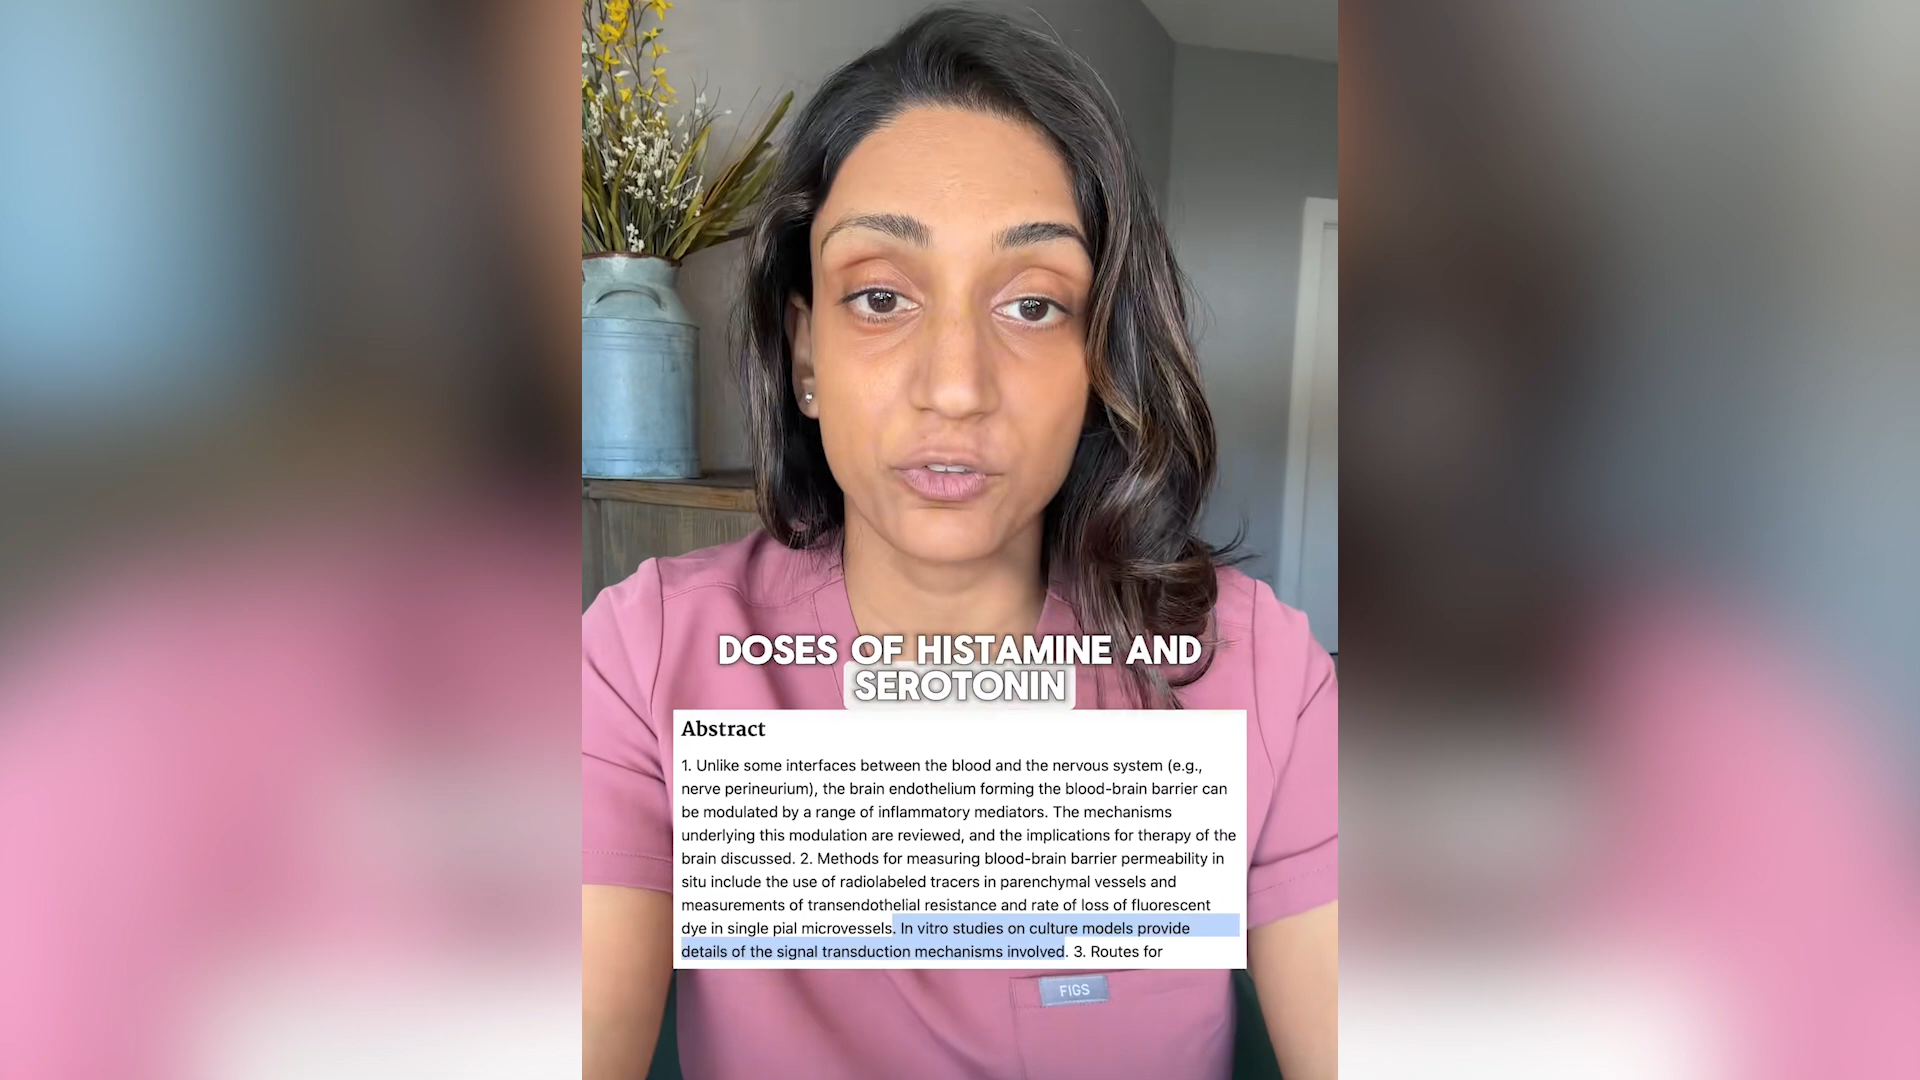 DOSES OF HISTAMINE AND
SEROTONIN
Abstract
1. Unlike some interfaces between the blood and the nervous system (e.g.,
nerve perineurium), the brain endothelium forming the blood-brain barrier can
be modulated by a range of inflammatory mediators. The mechanisms
underlying this modulation are reviewed, and the implications for therapy of the
brain discussed. 2. Methods for measuring blood-brain barrier permeability in
situ include the use of radiolabeled tracers in parenchymal vessels and
measurements of transendothelial resistance and rate of loss of fluorescent
dye in single pial microvessels. In vitro studies on culture models provide
details of the signal transduction mechanisms involved. 3. Routes for
FIGS